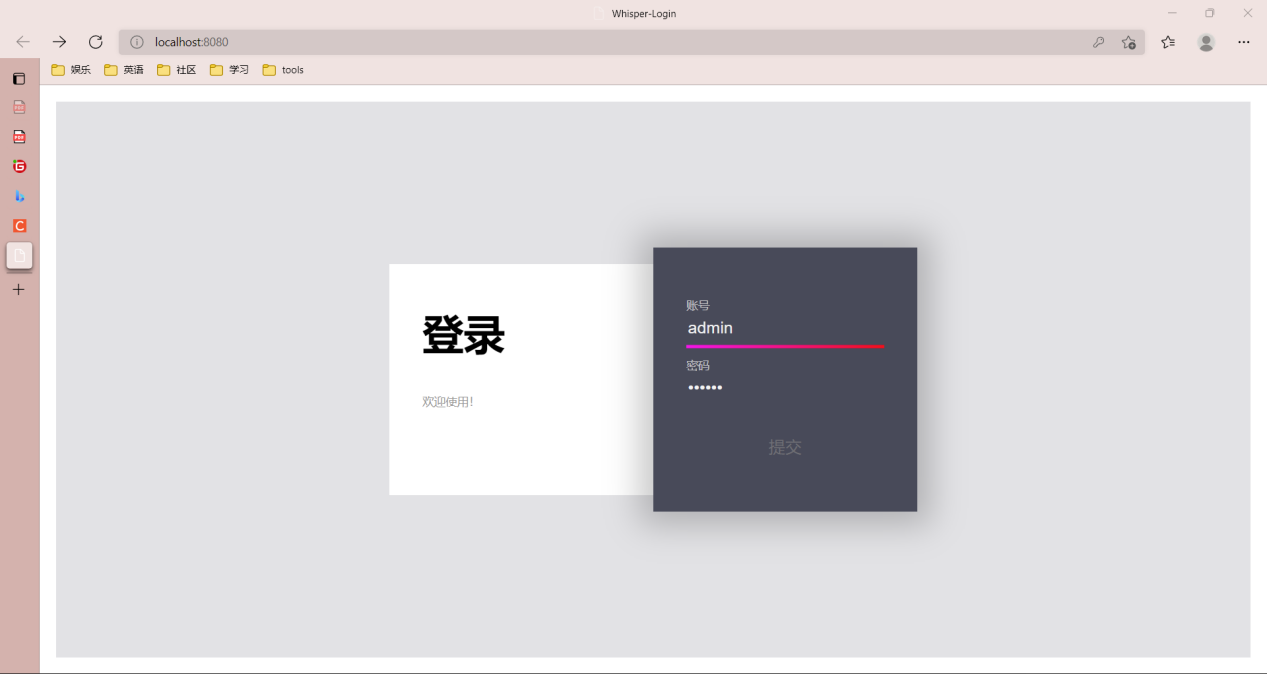 Whisper-Login
localhost:8080
娱乐 英语 社区 学习 tools
登录
欢迎使用！
账号
admin
密码
••••••
提交